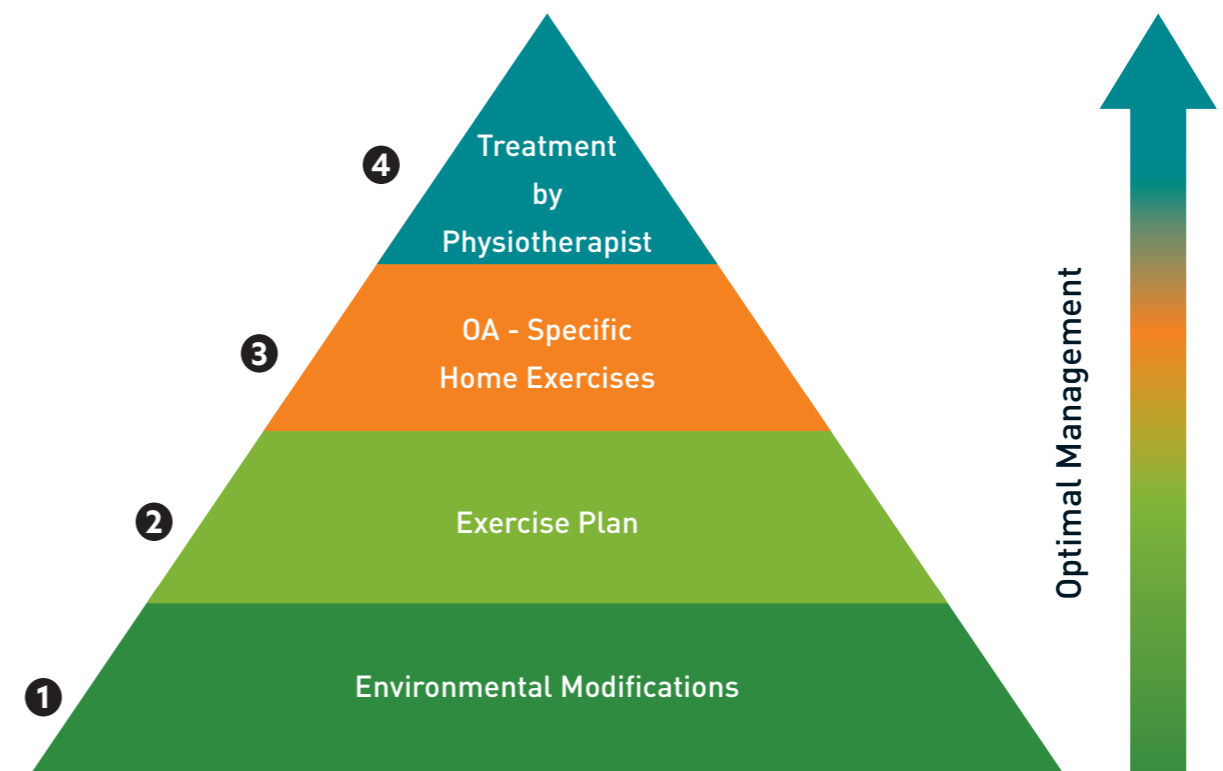 4
Treatment
by
Physiotherapist
3
OA - Specific
Home Exercises
2
Exercise Plan
1
Environmental Modifications
Optimal Management